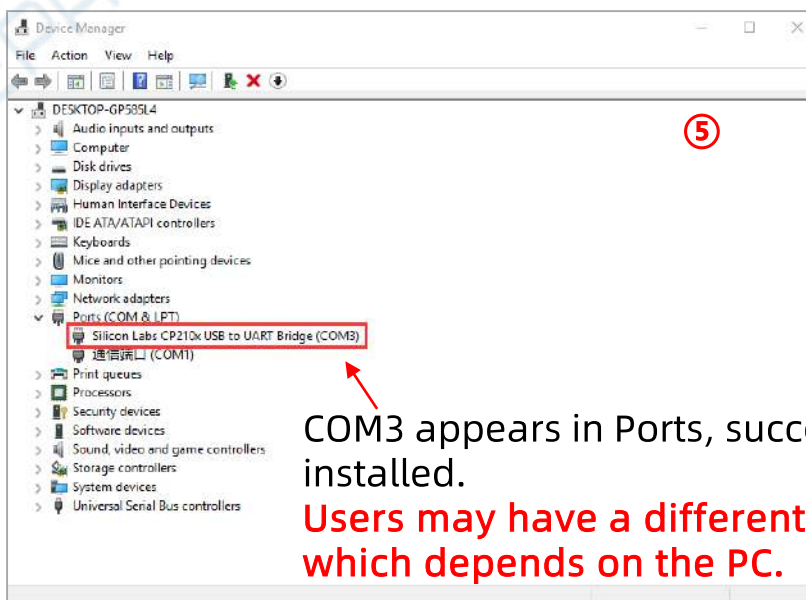 Device Manager
File Action View Help
DESKTOP-GP585L4
⑤
Audio inputs and outputs
Computer
Disk drives
Display adapters
Human Interface Devices
IDE ATA/ATAPI controllers
Keyboards
Mice and other pointing devices
Monitors
Network adapters
Ports (COM & LPT)
Silicon Labs CP210x USB to UART Bridge (COM3)
通信端口 (COM1)
Print queues
Processors
Security devices
Software devices
Sound, video and game controllers
Storage controllers
System devices
Universal Serial Bus controllers
COM3 appears in Ports, succe
installed.
Users may have a different
which depends on the PC.